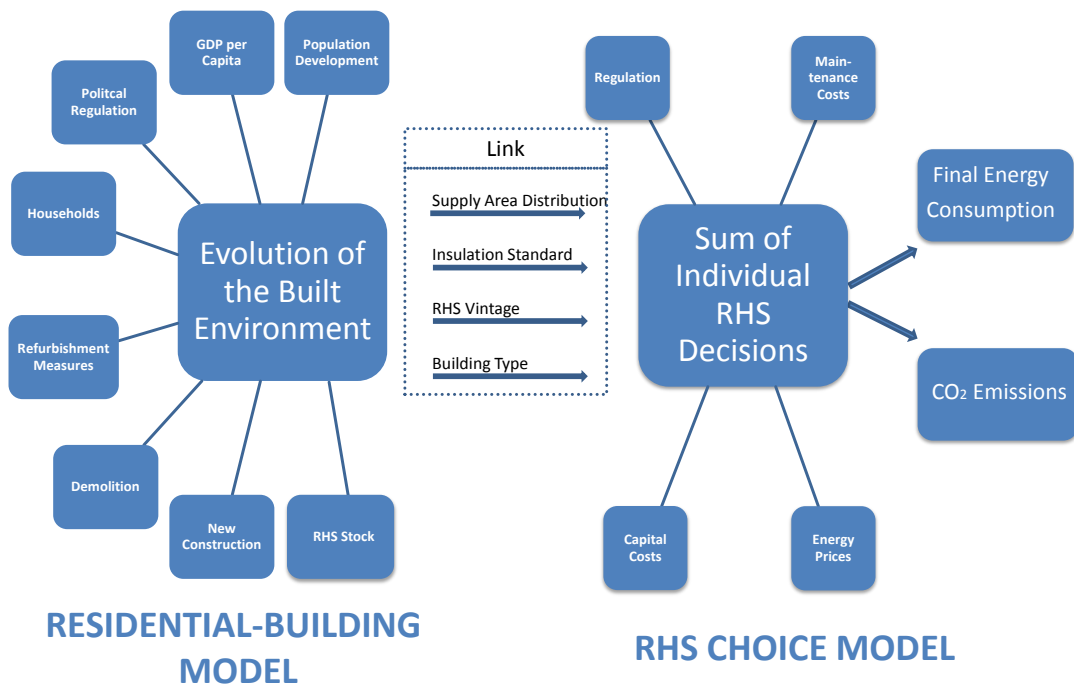 GDP per
Capita
Population
Development
Politcal
Regulation
Households
Refurbishment
Measures
Demolition
New
Construction
RHS Stock
Evolution of
the Built
Environment
RESIDENTIAL-BUILDING
MODEL
Link
Supply Area Distribution
Insulation Standard
RHS Vintage
Building Type
Regulation
Main-
tenance
Costs
Sum of
Individual
RHS
Decisions
Capital
Costs
Energy
Prices
Final Energy
Consumption
CO₂ Emissions
RHS CHOICE MODEL